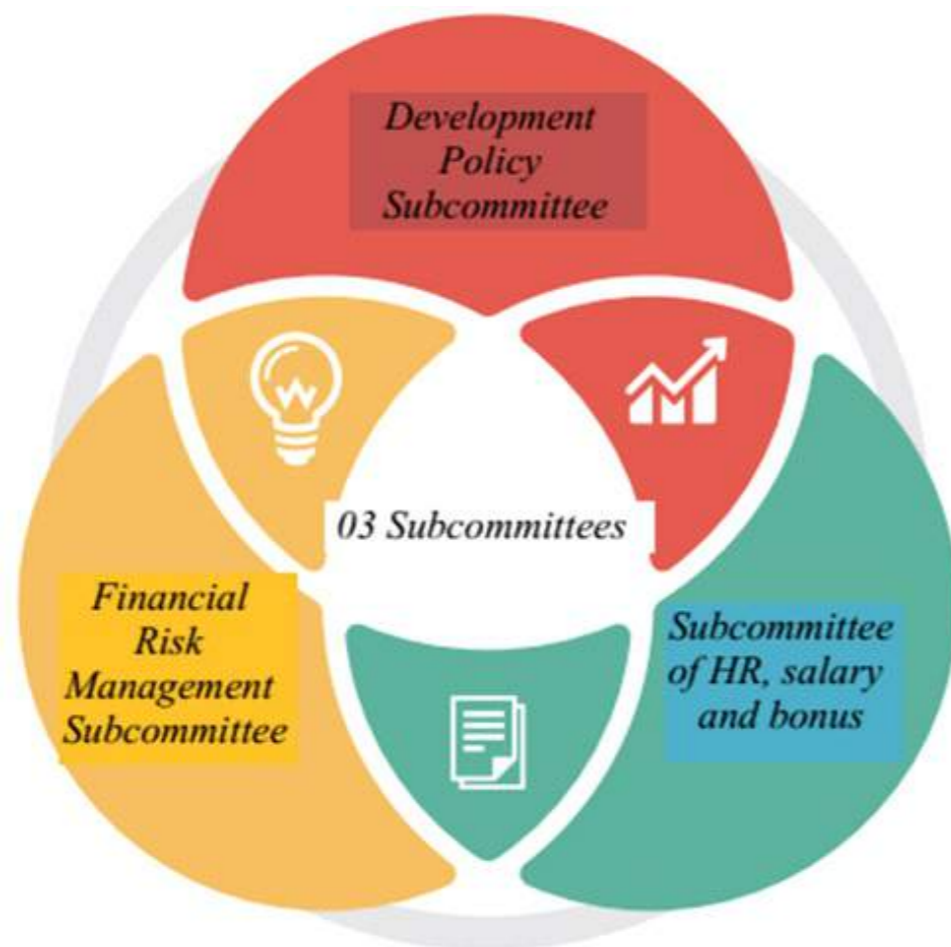 Development
Policy
Subcommittee
03 Subcommittees
Financial
Risk
Management
Subcommittee
Subcommittee
of HR, salary
and bonus